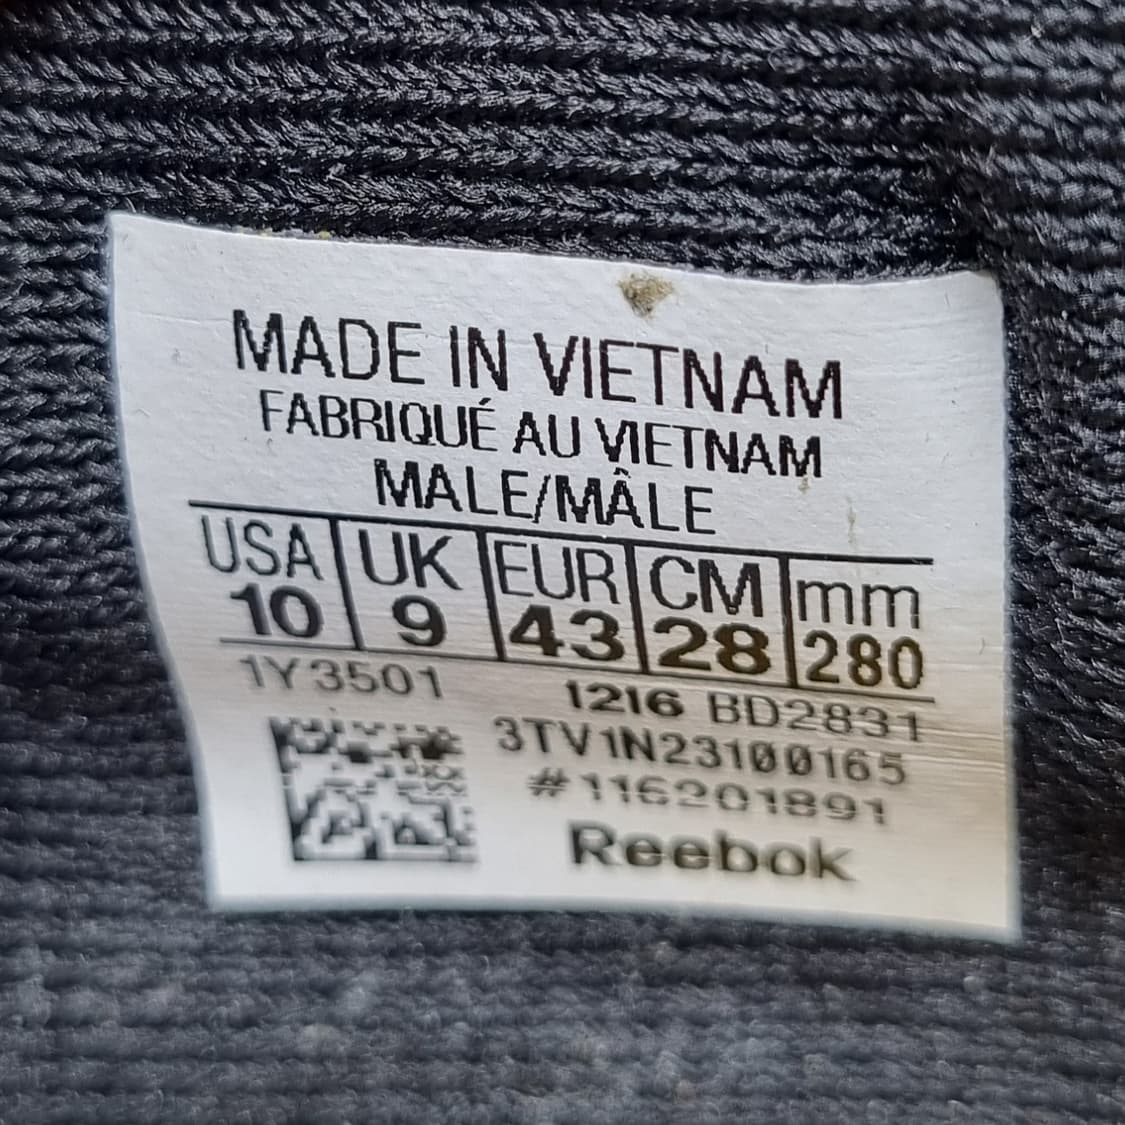 MADE IN VIETNAM
FABRIQUÉ AU VIETNAM
MALE/MÂLE
USA UK EUR CM mm
10 9 43 28 280
1Y3501 1216 BD2831
3TV1N23100165
#116201891
Reebok